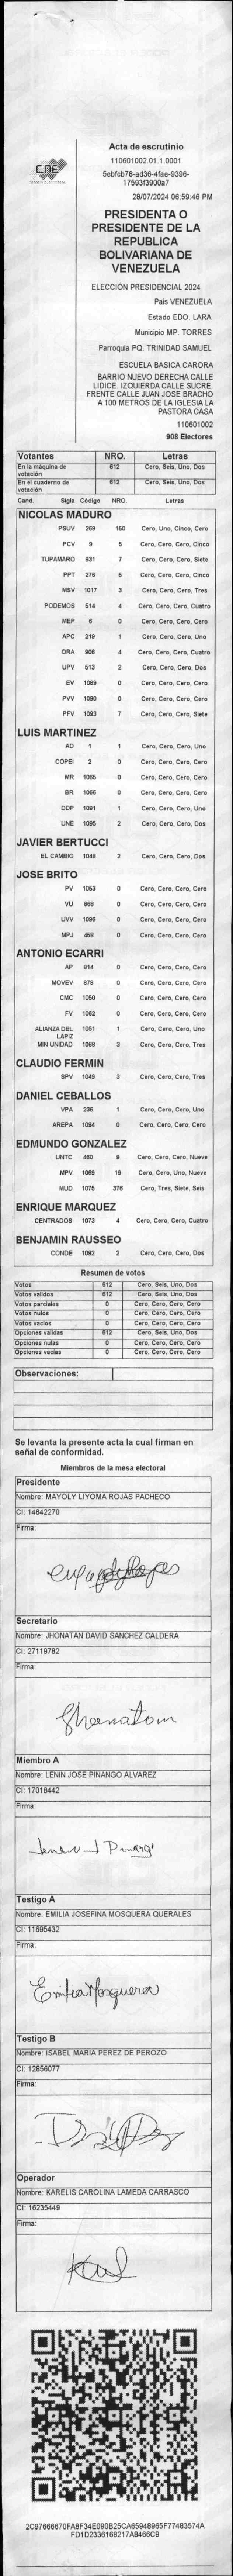 CNE
Acta de escrutinio
110601002.01.1.0001
5ebfcb78-ad36-4fae-9396-
17593f3900a7
28/07/2024 06:59:46 PM
PRESIDENTA O
PRESIDENTE DE LA
REPUBLICA
BOLIVARIANA DE
VENEZUELA
ELECCIÓN PRESIDENCIAL 2024
País VENEZUELA
Estado EDO. LARA
Municipio MP. TORRES
Parroquia PQ. TRINIDAD SAMUEL
ESCUELA BASICA CARORA
BARRIO NUEVO DERECHA CALLE
LIDICE. IZQUIERDA CALLE SUCRE.
FRENTE CALLE JUAN JOSE BRACHO
A 100 METROS DE LA IGLESIA LA
PASTORA CASA
110601002
908 Electores
Votantes NRO. Letras
En la máquina de votación 612 Cero, Seis, Uno, Dos
En el cuaderno de votación 612 Cero, Seis, Uno, Dos
Cand. Sigla Código NRO. Letras
NICOLAS MADURO
PSUV 269 150 Cero, Uno, Cinco, Cero
PCV 9 5 Cero, Cero, Cero, Cinco
TUPAMARO 931 7 Cero, Cero, Cero, Siete
PPT 276 5 Cero, Cero, Cero, Cinco
MSV 1017 3 Cero, Cero, Cero, Tres
PODEMOS 514 4 Cero, Cero, Cero, Cuatro
MEP 6 0 Cero, Cero, Cero, Cero
APC 219 1 Cero, Cero, Cero, Uno
ORA 906 4 Cero, Cero, Cero, Cuatro
UPV 513 2 Cero, Cero, Cero, Dos
EV 1089 0 Cero, Cero, Cero, Cero
PVV 1090 0 Cero, Cero, Cero, Cero
PFV 1093 7 Cero, Cero, Cero, Siete
LUIS MARTINEZ
AD 1 1 Cero, Cero, Cero, Uno
COPEI 2 0 Cero, Cero, Cero, Cero
MR 1065 0 Cero, Cero, Cero, Cero
BR 1066 0 Cero, Cero, Cero, Cero
DDP 1091 1 Cero, Cero, Cero, Uno
UNE 1095 2 Cero, Cero, Cero, Dos
JAVIER BERTUCCI
EL CAMBIO 1048 2 Cero, Cero, Cero, Dos
JOSE BRITO
PV 1053 0 Cero, Cero, Cero, Cero
VU 868 0 Cero, Cero, Cero, Cero
UVV 1096 0 Cero, Cero, Cero, Cero
MPJ 458 0 Cero, Cero, Cero, Cero
ANTONIO ECARRI
AP 814 0 Cero, Cero, Cero, Cero
MOVEV 878 0 Cero, Cero, Cero, Cero
CMC 1050 0 Cero, Cero, Cero, Cero
FV 1062 0 Cero, Cero, Cero, Cero
ALIANZA DEL LAPIZ 1051 1 Cero, Cero, Cero, Uno
MIN UNIDAD 1068 3 Cero, Cero, Cero, Tres
CLAUDIO FERMIN
SPV 1049 3 Cero, Cero, Cero, Tres
DANIEL CEBALLOS
VPA 236 1 Cero, Cero, Cero, Uno
AREPA 1094 0 Cero, Cero, Cero, Cero
EDMUNDO GONZALEZ
UNTC 480 9 Cero, Cero, Cero, Nueve
MPV 1069 19 Cero, Cero, Uno, Nueve
MUD 1075 376 Cero, Tres, Siete, Seis
ENRIQUE MARQUEZ
CENTRADOS 1073 4 Cero, Cero, Cero, Cuatro
BENJAMIN RAUSSEO
CONDE 1092 2 Cero, Cero, Cero, Dos
Resumen de votos
Votos 612 Cero, Seis, Uno, Dos
Votos validos 612 Cero, Seis, Uno, Dos
Votos parciales 0 Cero, Cero, Cero, Cero
Votos nulos 0 Cero, Cero, Cero, Cero
Votos vacios 0 Cero, Cero, Cero, Cero
Opciones validas 612 Cero, Seis, Uno, Dos
Opciones nulas 0 Cero, Cero, Cero, Cero
Opciones vacias 0 Cero, Cero, Cero, Cero
Observaciones:
Se levanta la presente acta la cual firman en
señal de conformidad.
Miembros de la mesa electoral
Presidente
Nombre: MAYOLY LIYOMA ROJAS PACHECO
CI: 14842270
Firma:
Secretario
Nombre: JHONATAN DAVID SANCHEZ CALDERA
CI: 27119782
Firma:
Jhonatan
Miembro A
Nombre: LENIN JOSE PINANGO ALVAREZ
CI: 17018442
Firma:
Testigo A
Nombre: EMILIA JOSEFINA MOSQUERA QUERALES
CI: 11695432
Firma:
Emilia Mosquera
Testigo B
Nombre: ISABEL MARIA PEREZ DE PEROZO
CI: 12856077
Firma:
Operador
Nombre: KARELIS CAROLINA LAMEDA CARRASCO
CI: 16235449
Firma:
2C97666670FA8F34E090B25CA65948965F77483574A
FD1D2336168217A8466C9